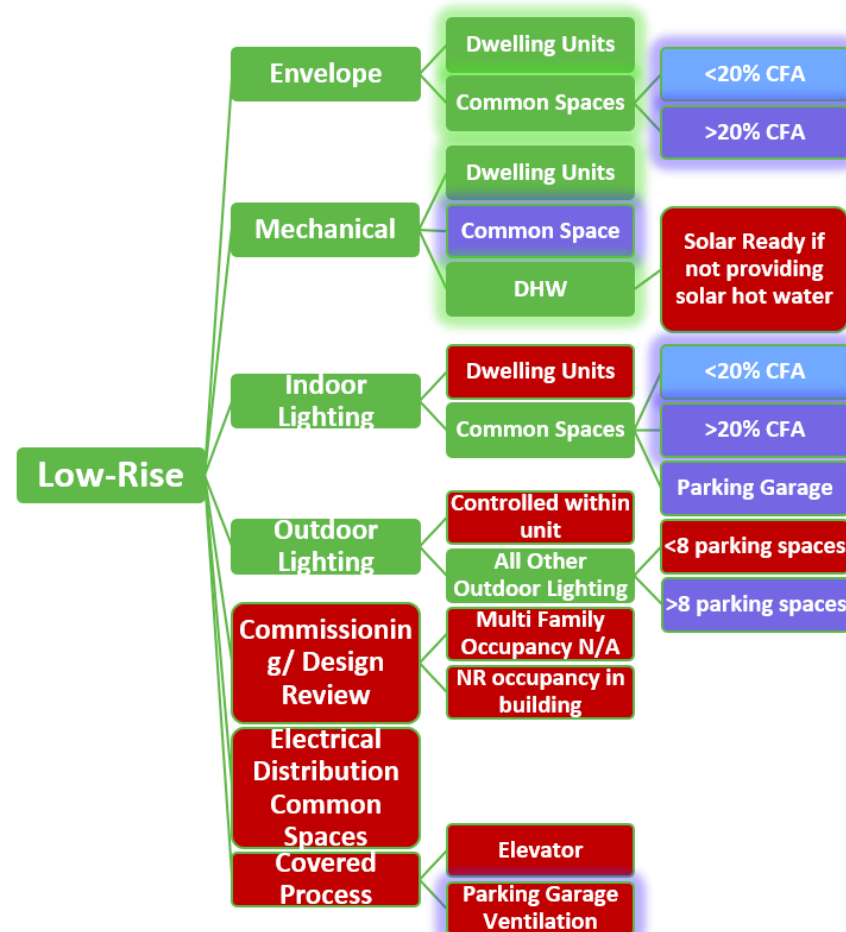 Low-Rise
Envelope
Dwelling Units
Common Spaces
<20% CFA
>20% CFA
Mechanical
Dwelling Units
Common Space
DHW
Solar Ready if
not providing
solar hot water
Indoor
Lighting
Dwelling Units
Common Spaces
<20% CFA
>20% CFA
Parking Garage
Outdoor
Lighting
Controlled within
unit
All Other
Outdoor Lighting
<8 parking spaces
>8 parking spaces
Commissionin
g/ Design
Review
Multi Family
Occupancy N/A
NR occupancy in
building
Electrical
Distribution
Common
Spaces
Covered
Process
Elevator
Parking Garage
Ventilation